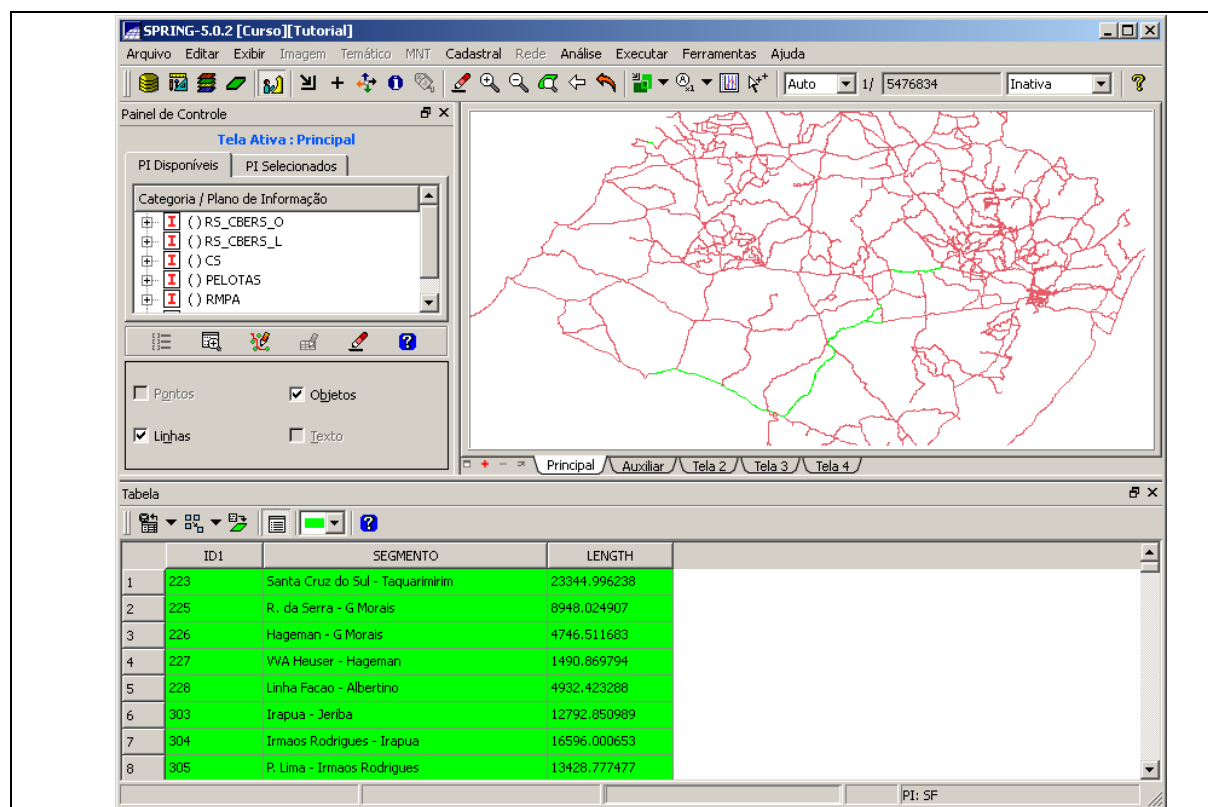 SPRING-5.0.2 [Curso][Tutorial]
Arquivo Editar Exibir Imagem Temático MNT Cadastral Rede Análise Executar Ferramentas Ajuda
Auto 1/ 5476834 Inativa
Painel de Controle
Tela Ativa : Principal
PI Disponíveis PI Selecionados
Categoria / Plano de Informação
( ) RS_CBERS_O
( ) RS_CBERS_L
( ) CS
( ) PELOTAS
( ) RMPA
Pontos Objetos
Linhas Texto
Principal Auxiliar Tela 2 Tela 3 Tela 4
Tabela
ID1 SEGMENTO LENGTH
1 223 Santa Cruz do Sul - Taquarimirim 23344.996238
2 225 R. da Serra - G Morais 8948.024907
3 226 Hageman - G Morais 4746.511683
4 227 WA Heuser - Hageman 1490.869794
5 228 Linha Facao - Albertino 4932.423288
6 303 Irapua - Jeriba 12792.850989
7 304 Irmaos Rodrigues - Irapua 16596.000653
8 305 P. Lima - Irmaos Rodrigues 13428.777477
PI: SF